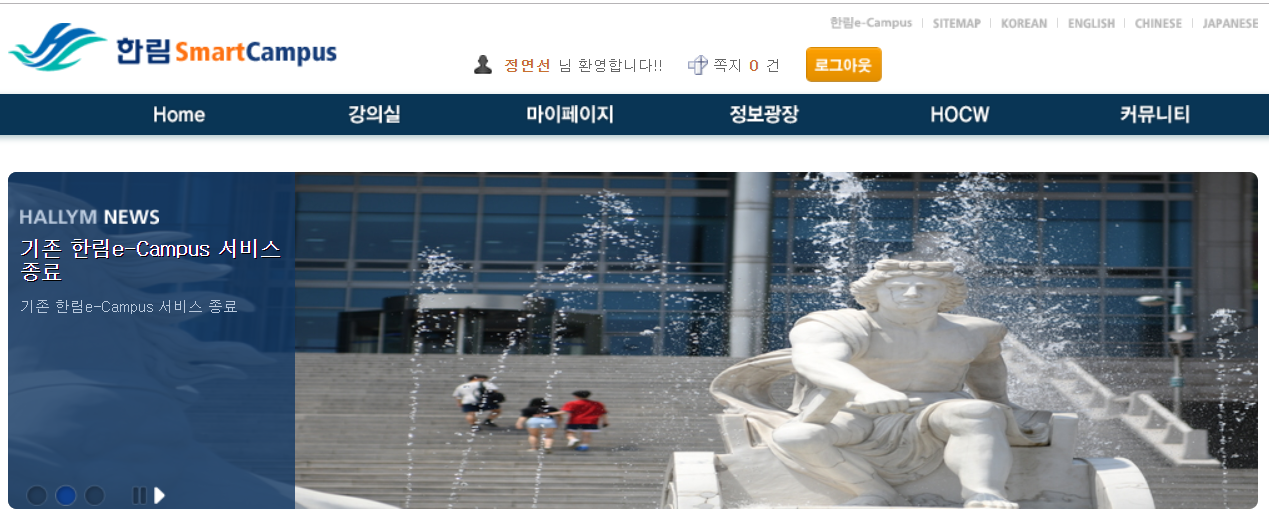 한림e-Campus | SITEMAP | KOREAN | ENGLISH | CHINESE | JAPANESE
한림 SmartCampus
정연선 님 환영합니다!! 쪽지 0 건 로그아웃
Home 강의실 마이페이지 정보광장 HOCW 커뮤니티
HALLYM NEWS
기존 한림e-Campus 서비스
종료
기존 한림e-Campus 서비스 종료